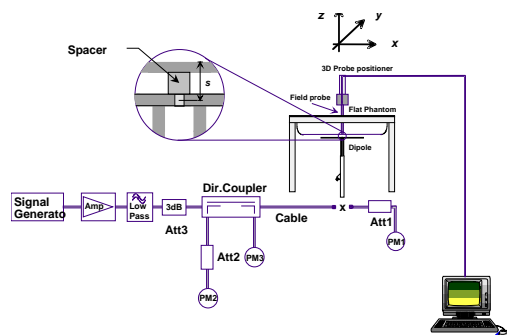 z
y
x
Spacer
s
3D Probe positioner
Field probe
Flat Phantom
Dipole
Signal
Generato
Amp
Low
Pass
3dB
Att3
Dir.Coupler
Cable
x
Att1
PM1
Att2
PM3
PM2